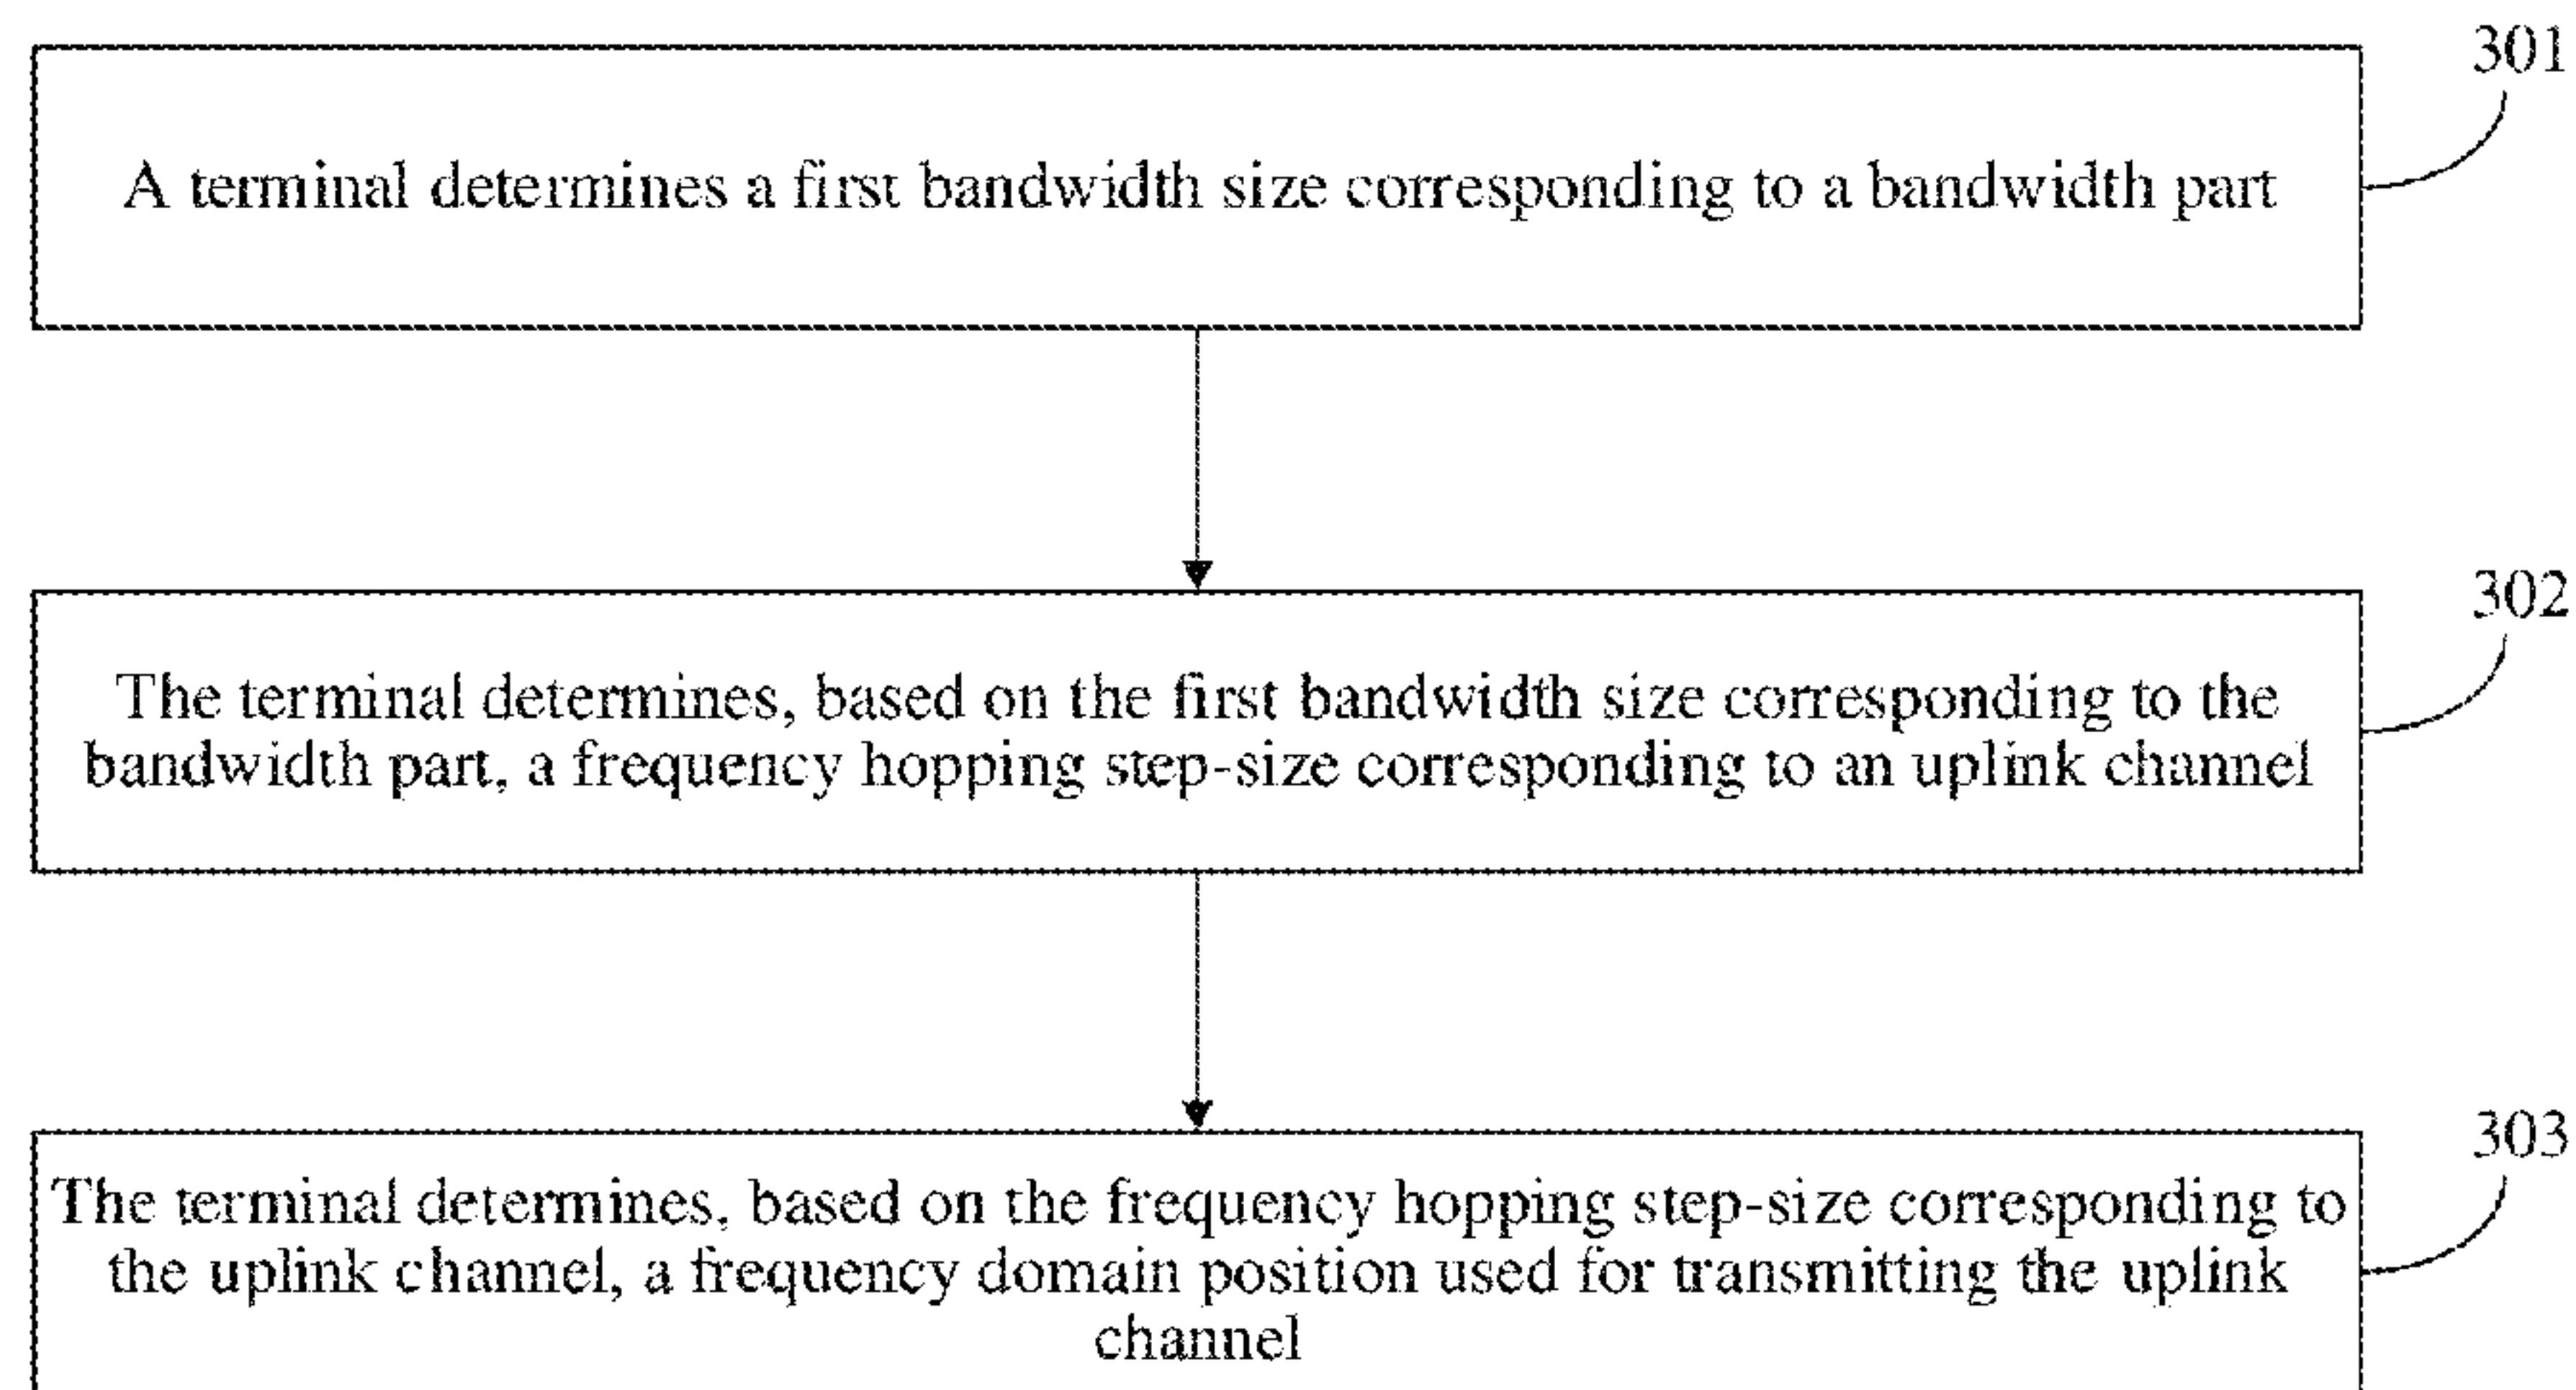 301
A terminal determines a first bandwidth size corresponding to a bandwidth part
302
The terminal determines, based on the first bandwidth size corresponding to the
bandwidth part, a frequency hopping step-size corresponding to an uplink channel
303
The terminal determines, based on the frequency hopping step-size corresponding to
the uplink channel, a frequency domain position used for transmitting the uplink
channel